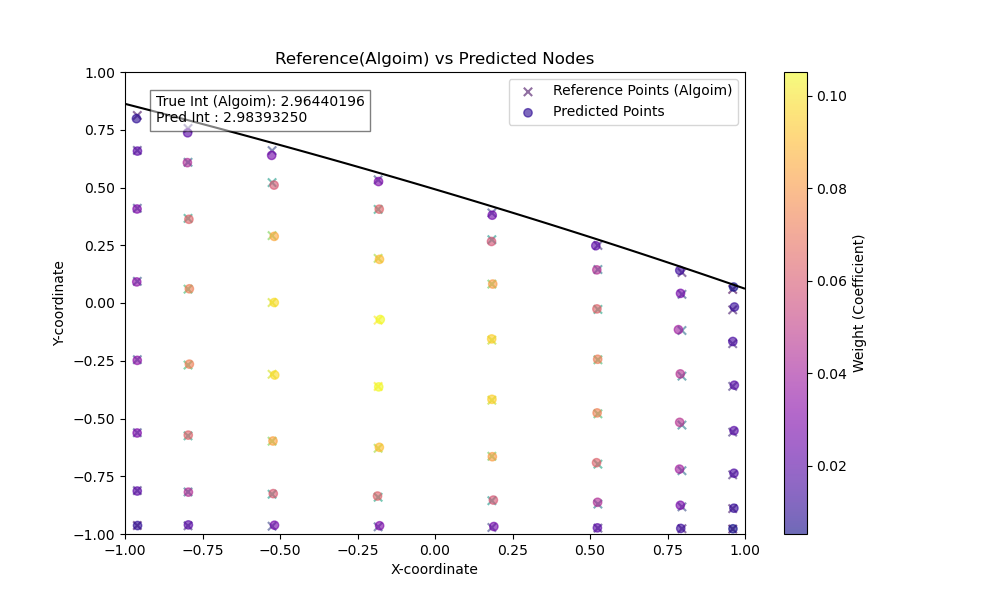 Reference(Algoim) vs Predicted Nodes
True Int (Algoim): 2.96440196
Pred Int : 2.98393250
Reference Points (Algoim)
Predicted Points
1.00
0.75
0.50
0.25
0.00
−0.25
−0.50
−0.75
−1.00
Y-coordinate
−1.00
−0.75
−0.50
−0.25
0.00
0.25
0.50
0.75
1.00
X-coordinate
0.10
0.08
0.06
0.04
0.02
Weight (Coefficient)